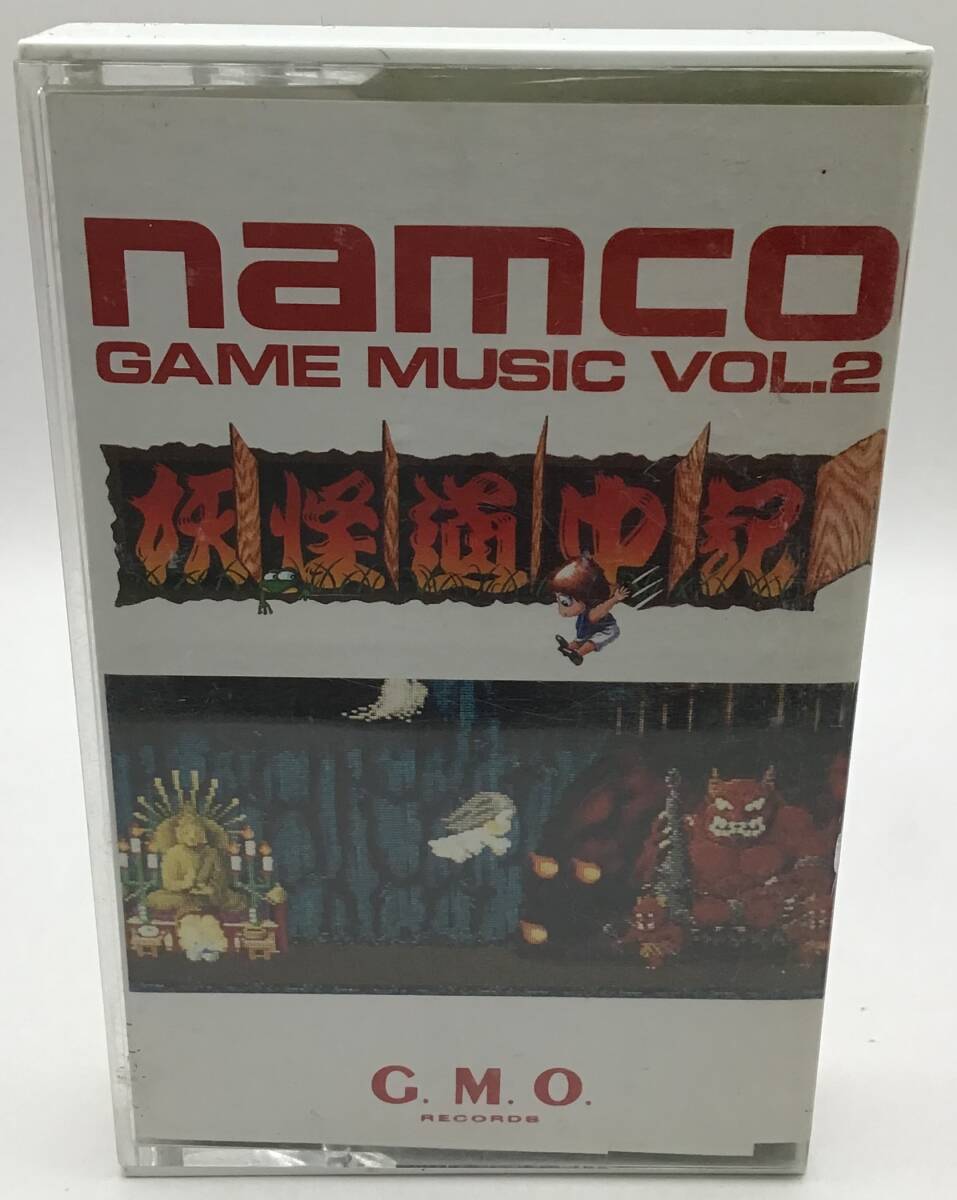 namco
GAME MUSIC VOL.2
妖怪道中記
G.M.O.
RECORDS